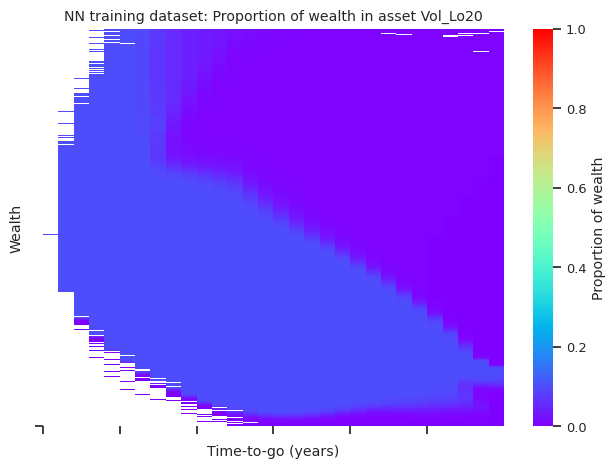 NN training dataset: Proportion of wealth in asset Vol_Lo20
Wealth
Time-to-go (years)
1.0
0.8
0.6
0.4
0.2
0.0
Proportion of wealth